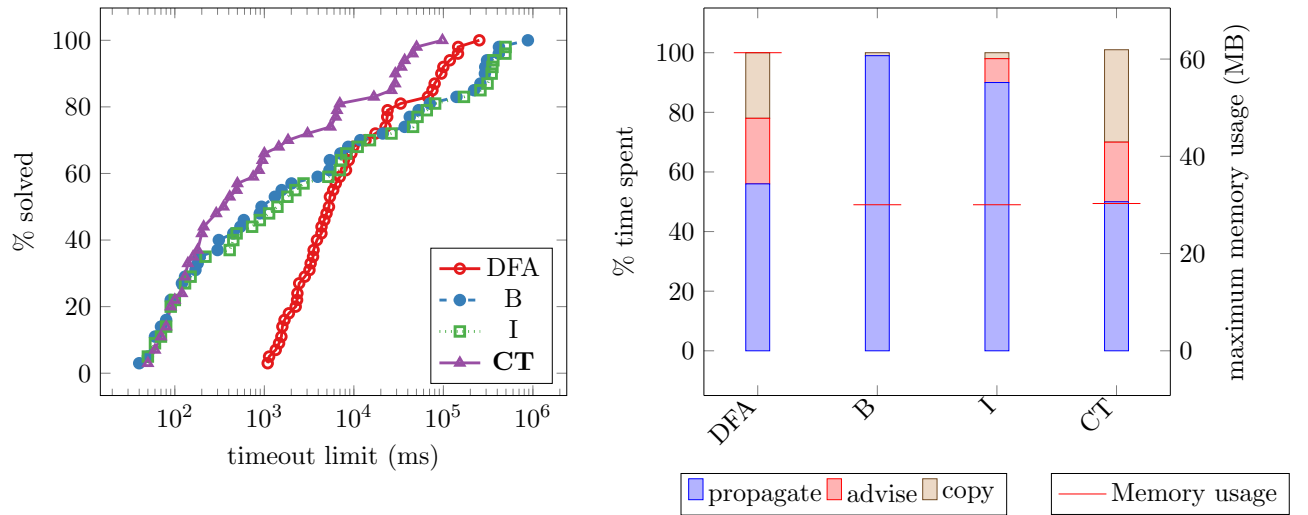 % solved
100
80
60
40
20
0
10^2
10^3
10^4
10^5
10^6
timeout limit (ms)
DFA
B
I
CT
% time spent
100
80
60
40
20
0
DFA
B
I
CT
60
40
20
0
maximum memory usage (MB)
propagate advise copy
Memory usage